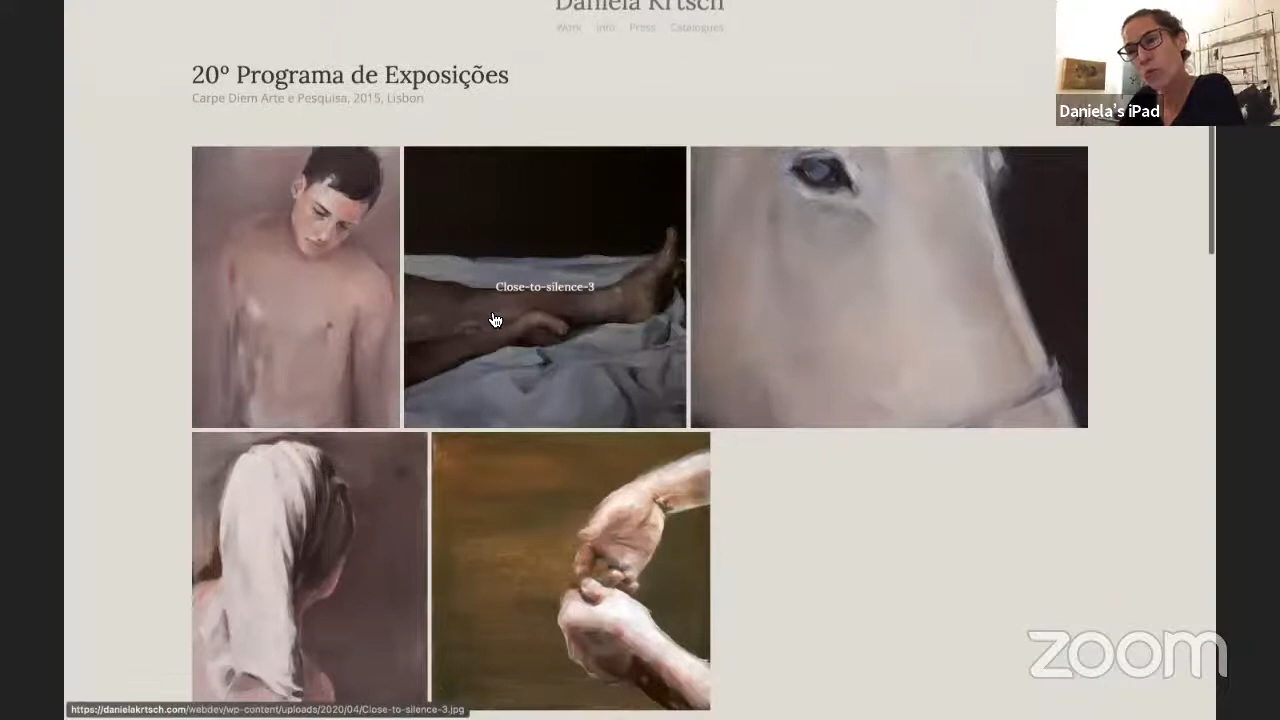 Daniela Krtsch
Work Info Press Catalogues
20º Programa de Exposições
Carpe Diem Arte e Pesquisa, 2015, Lisbon
Daniela's iPad
Close-to-silence-3
zoom
https://danielakrtsch.com/webdev/wp-content/uploads/2020/04/Close-to-silence-3.jpg